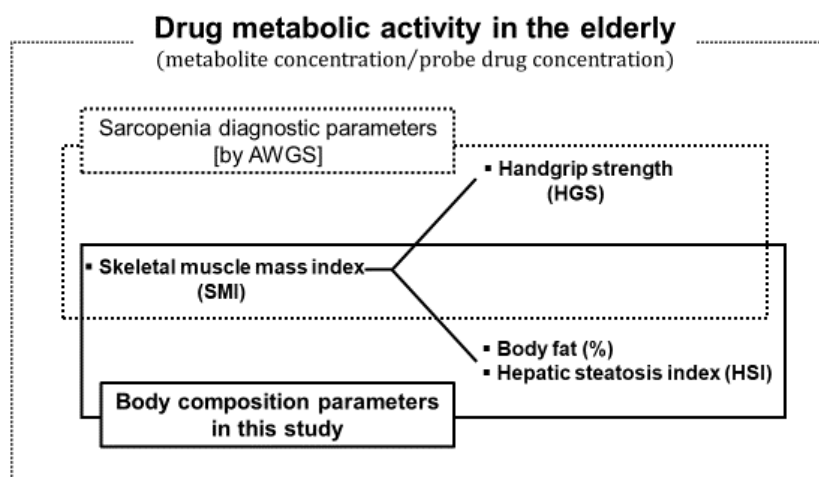 Drug metabolic activity in the elderly
(metabolite concentration/probe drug concentration)
Sarcopenia diagnostic parameters
[by AWGS]
▪ Handgrip strength
(HGS)
▪ Skeletal muscle mass index
(SMI)
▪ Body fat (%)
▪ Hepatic steatosis index (HSI)
Body composition parameters
in this study